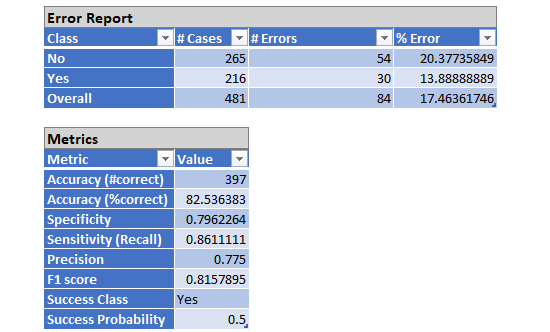 Error Report
Class # Cases # Errors % Error
No 265 54 20.37735849
Yes 216 30 13.88888889
Overall 481 84 17.46361746
Metrics
Metric Value
Accuracy (#correct) 397
Accuracy (%correct) 82.536383
Specificity 0.7962264
Sensitivity (Recall) 0.8611111
Precision 0.775
F1 score 0.8157895
Success Class Yes
Success Probability 0.5